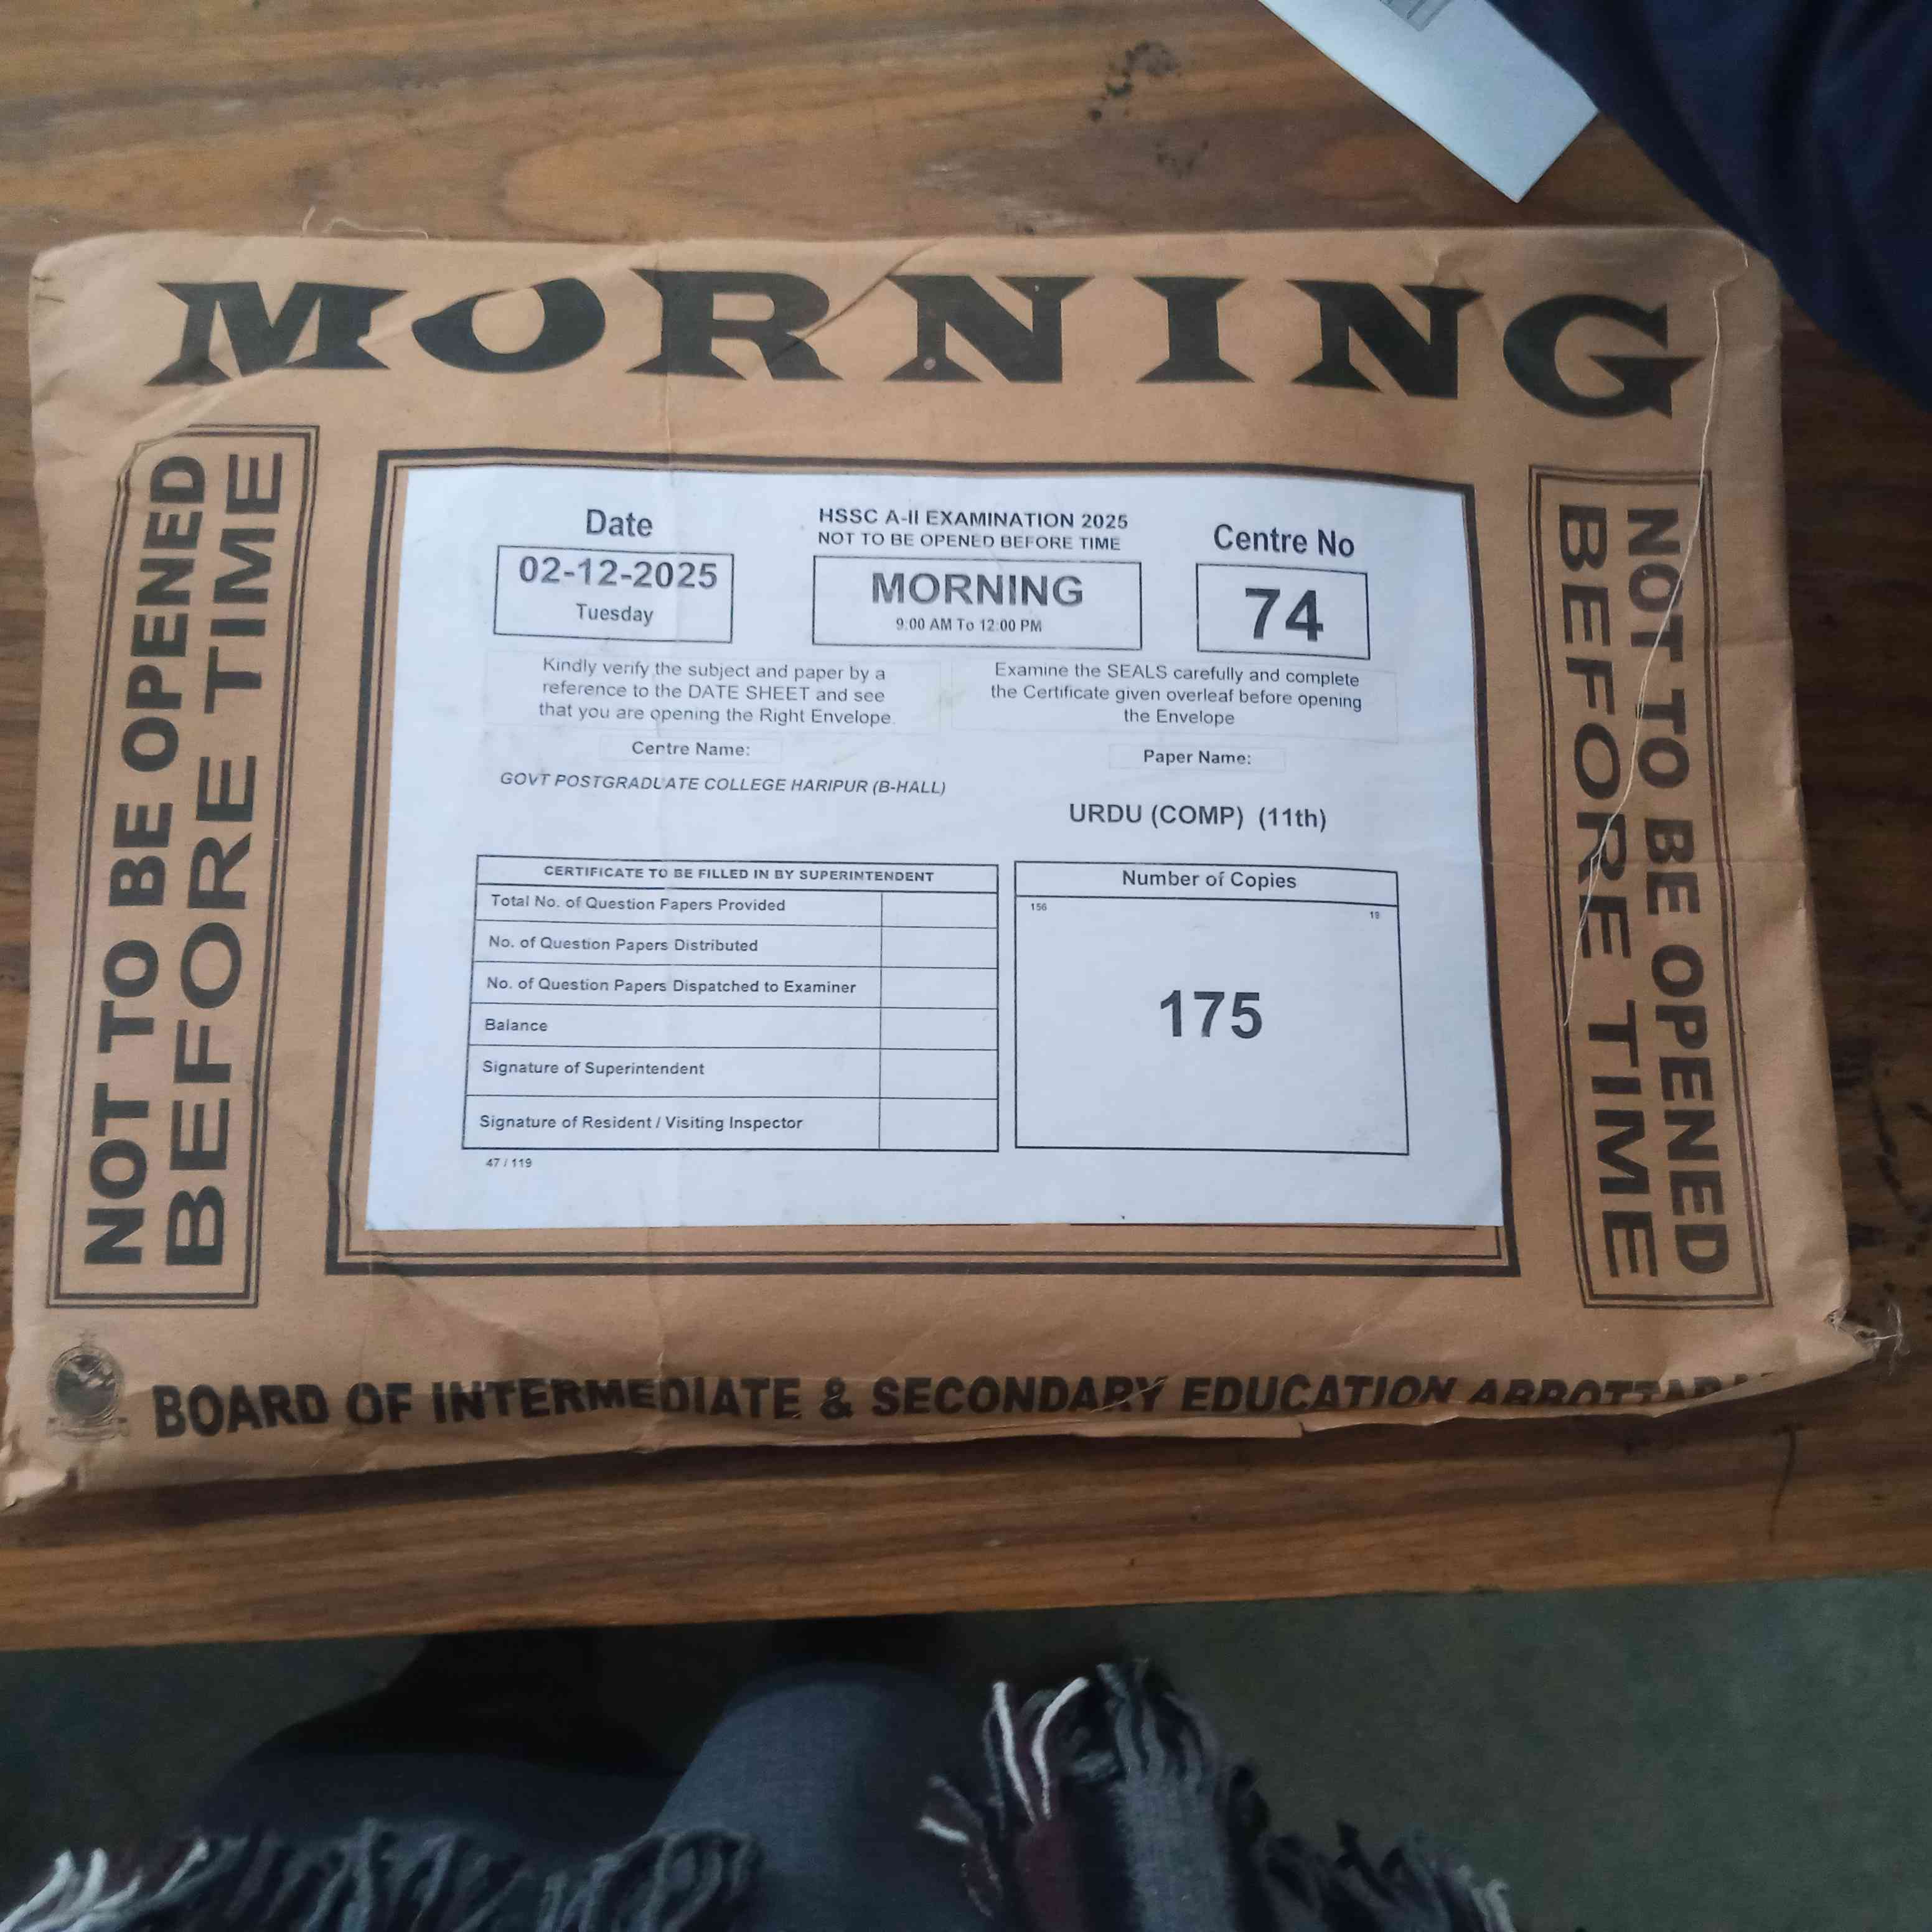 MORNING
NOT TO BE OPENED
BEFORE TIME
Date
02-12-2025
Tuesday
HSSC A-II EXAMINATION 2025
NOT TO BE OPENED BEFORE TIME
MORNING
9:00 AM To 12:00 PM
Centre No
74
Kindly verify the subject and paper by a
reference to the DATE SHEET and see
that you are opening the Right Envelope
Examine the SEALS carefully and complete
the Certificate given overleaf before opening
the Envelope
Centre Name:
GOVT POSTGRADUATE COLLEGE HARIPUR (B-HALL)
Paper Name:
URDU (COMP) (11th)
CERTIFICATE TO BE FILLED IN BY SUPERINTENDENT
Total No. of Question Papers Provided
No. of Question Papers Distributed
No. of Question Papers Dispatched to Examiner
Balance
Signature of Superintendent
Signature of Resident / Visiting Inspector
47 / 119
Number of Copies
156 19
175
NOT TO BE OPENED
BEFORE TIME
BOARD OF INTERMEDIATE & SECONDARY EDUCATION